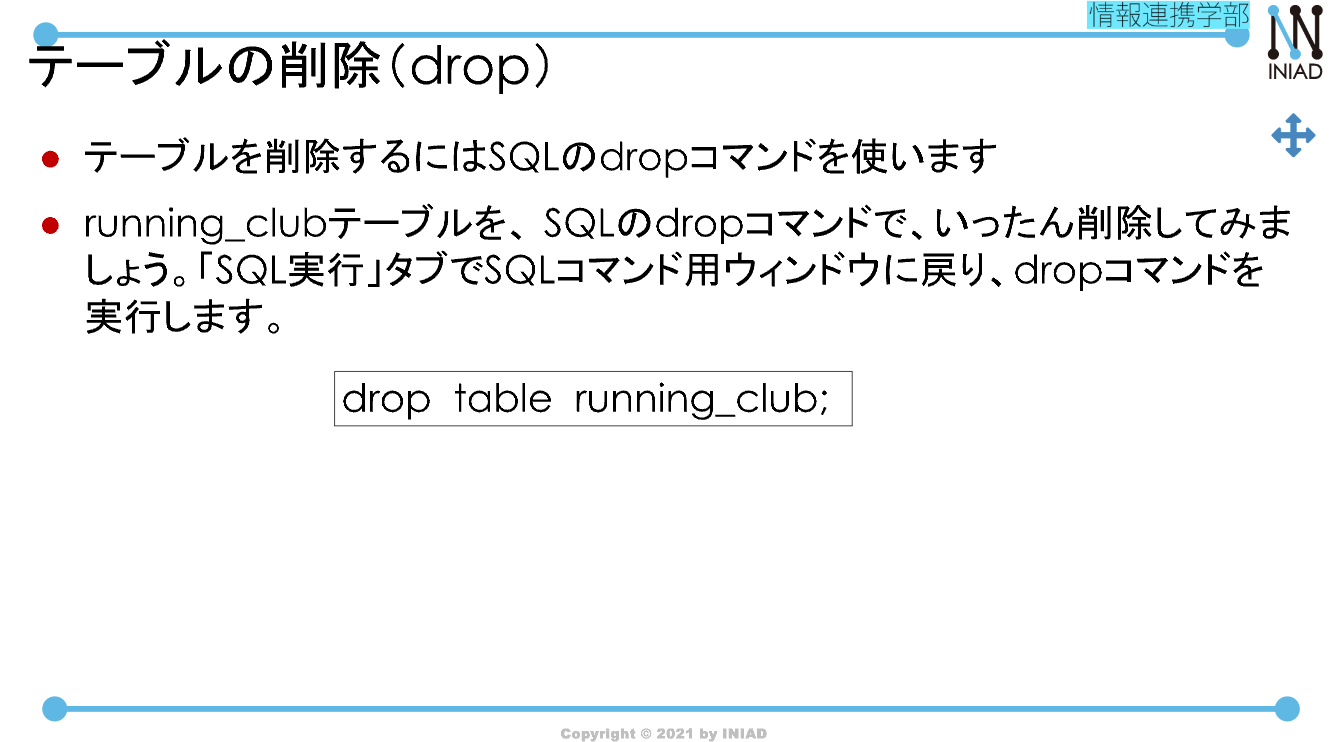 情報連携学部
INIAD
テーブルの削除（drop）
テーブルを削除するにはSQLのdropコマンドを使います
running_clubテーブルを、SQLのdropコマンドで、いったん削除してみま
しょう。「SQL実行」タブでSQLコマンド用ウィンドウに戻り、dropコマンドを
実行します。
drop table running_club;
Copyright © 2021 by INIAD